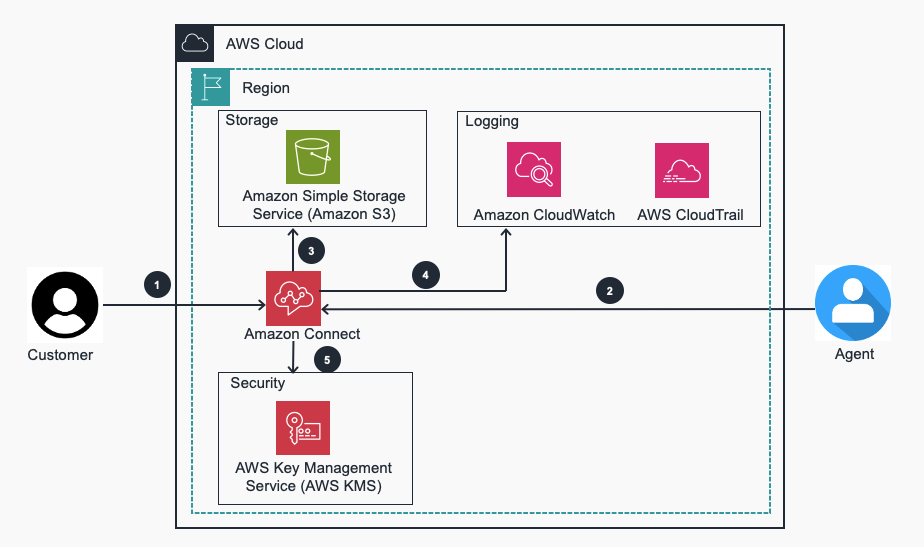 AWS Cloud
Region
Storage
Amazon Simple Storage
Service (Amazon S3)
Logging
Amazon CloudWatch
AWS CloudTrail
3
4
1
2
Customer
Amazon Connect
Agent
5
Security
AWS Key Management
Service (AWS KMS)